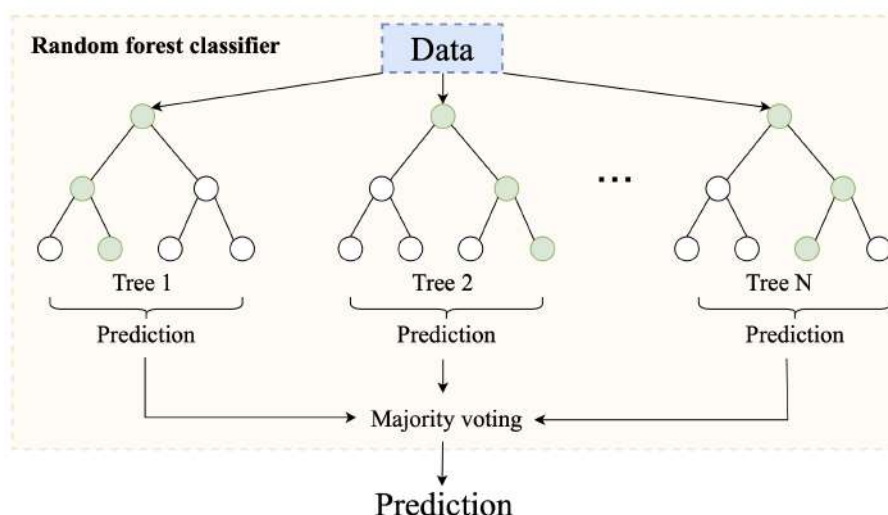 Random forest classifier
Data
...
Tree 1
Tree 2
Tree N
Prediction
Prediction
Prediction
Majority voting
Prediction